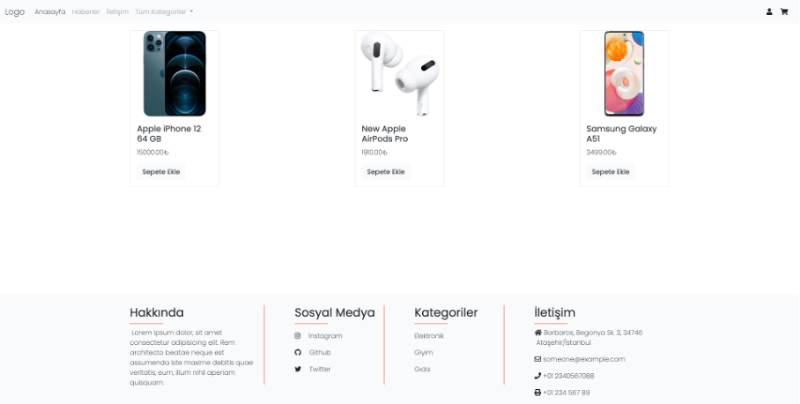 Logo Anasayfa Haberler İletişim Tüm Kategoriler
Apple iPhone 12
64 GB
15000.00₺
Sepete Ekle
New Apple
AirPods Pro
1910.00₺
Sepete Ekle
Samsung Galaxy
A51
3499.00₺
Sepete Ekle
Hakkında
Lorem ipsum dolor, sit amet
consectetur adipisicing elit. Rem
architecto beatae neque est
assumenda iste maxime debitis quae
veritatis, eum, illum nihil aperiam
quisquam.
Sosyal Medya
Instagram
Github
Twitter
Kategoriler
Elektronik
Giyim
Gıda
İletişim
Barbaros, Begonya Sk. 3, 34746
Ataşehir/İstanbul
someone@example.com
+01 2340567088
+01 234 567 89